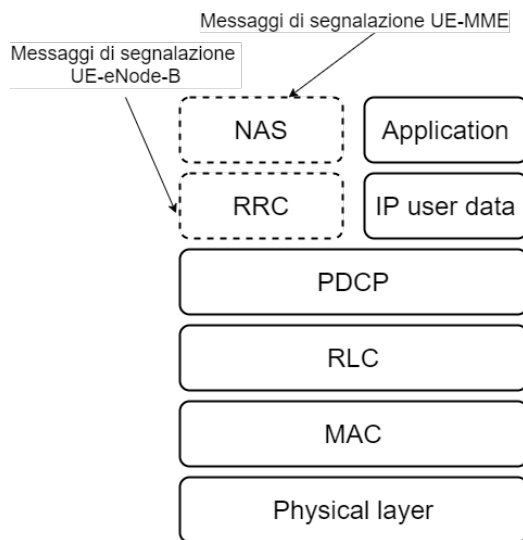 Messaggi di segnalazione UE-MME
Messaggi di segnalazione
UE-eNode-B
NAS
Application
RRC
IP user data
PDCP
RLC
MAC
Physical layer